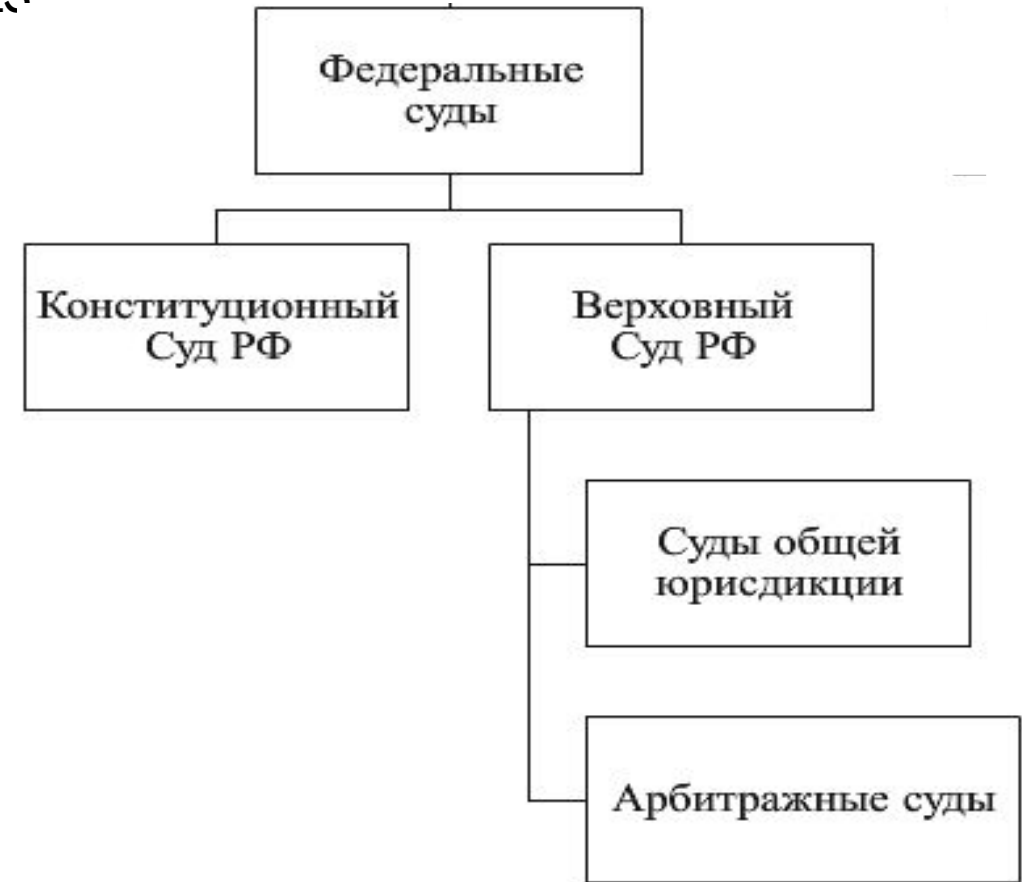 Федеральные
суды
Конституционный
Суд РФ
Верховный
Суд РФ
Суды общей
юрисдикции
Арбитражные суды